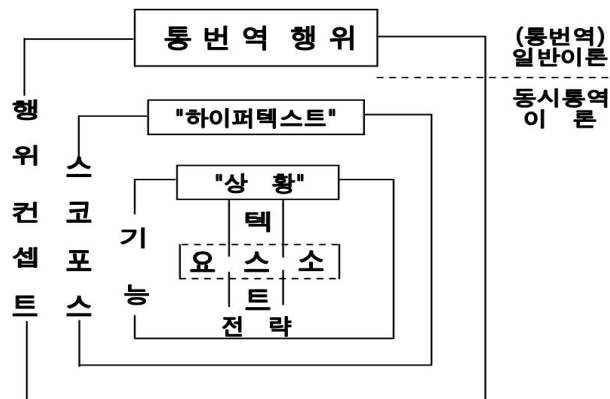 통번역 행위
(통번역)
일반이론
동시통역
이 론
"하이퍼텍스트"
"상 황"
행위컨셉트
스코포스
기능
텍스트
요 스 소
전 략